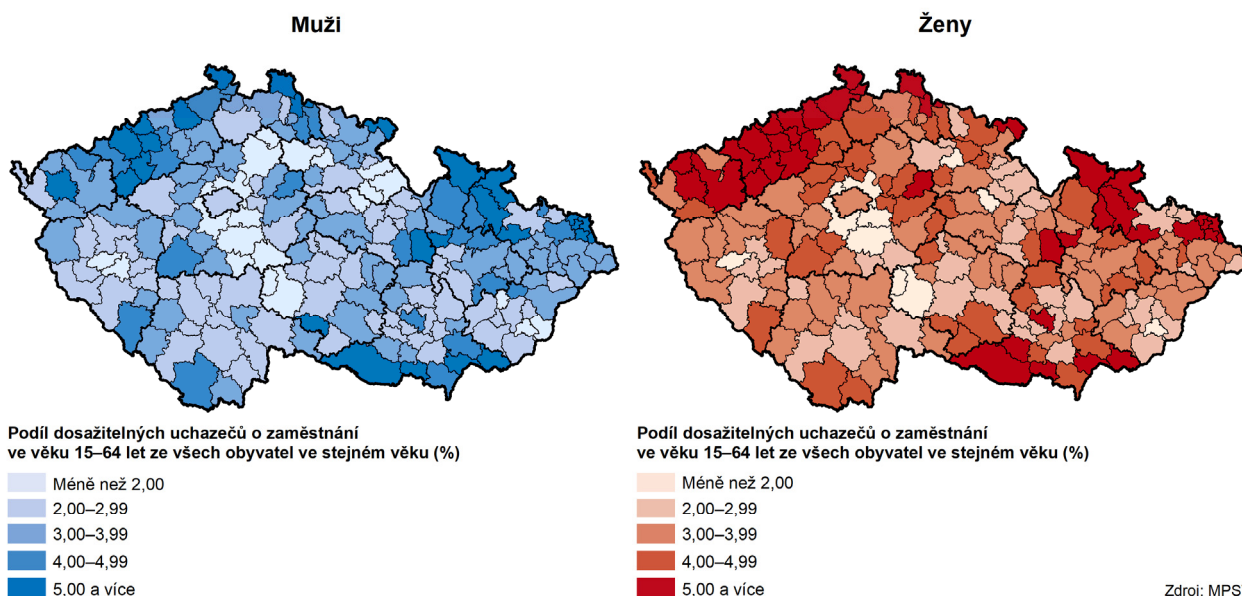 Muži
Ženy
Podíl dosažitelných uchazečů o zaměstnání
ve věku 15–64 let ze všech obyvatel ve stejném věku (%)
Méně než 2,00
2,00–2,99
3,00–3,99
4,00–4,99
5,00 a více
Podíl dosažitelných uchazečů o zaměstnání
ve věku 15–64 let ze všech obyvatel ve stejném věku (%)
Méně než 2,00
2,00–2,99
3,00–3,99
4,00–4,99
5,00 a více
Zdroj: MPS